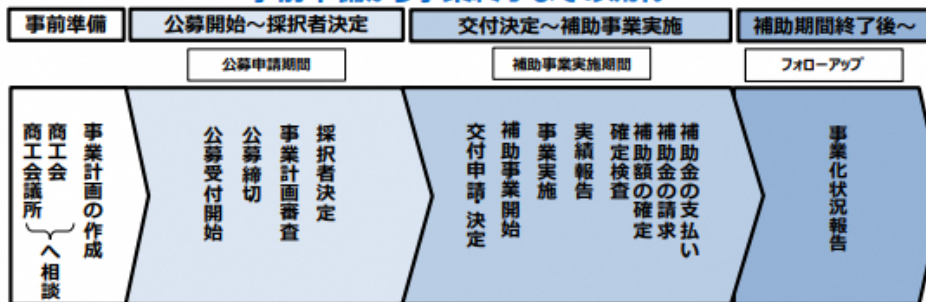 事前準備
公募開始～採択者決定
交付決定～補助事業実施
補助期間終了後～
公募申請期間
補助事業実施期間
フォローアップ
商工会議所
商工会
へ相談
事業計画の作成
公募受付開始
公募締切
事業計画審査
採択者決定
交付申請・決定
補助事業開始
事業実施
実績報告
確定検査
補助額の確定
補助金の請求
補助金の支払い
事業化状況報告